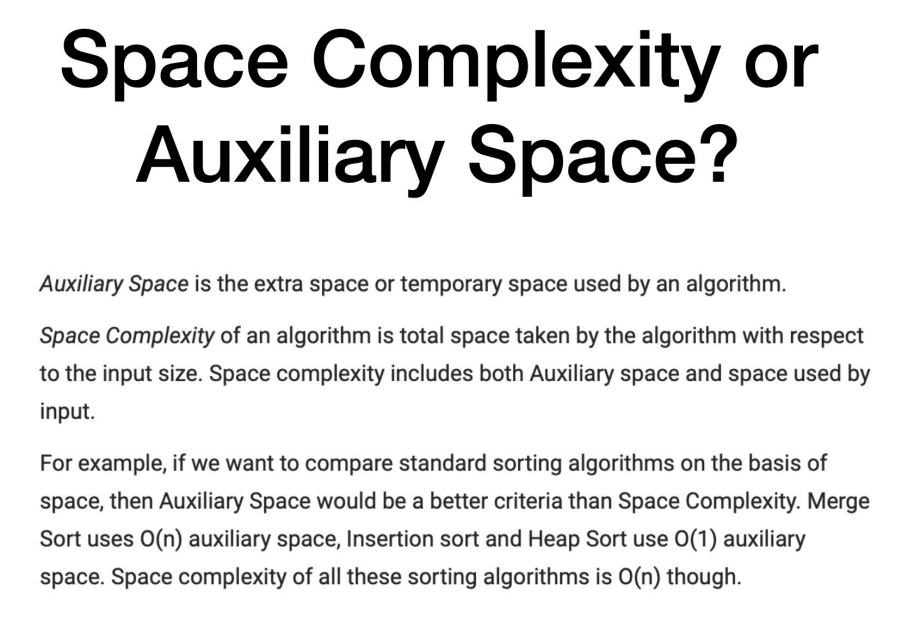 Space Complexity or
Auxiliary Space?
Auxiliary Space is the extra space or temporary space used by an algorithm.
Space Complexity of an algorithm is total space taken by the algorithm with respect
to the input size. Space complexity includes both Auxiliary space and space used by
input.
For example, if we want to compare standard sorting algorithms on the basis of
space, then Auxiliary Space would be a better criteria than Space Complexity. Merge
Sort uses O(n) auxiliary space, Insertion sort and Heap Sort use O(1) auxiliary
space. Space complexity of all these sorting algorithms is O(n) though.